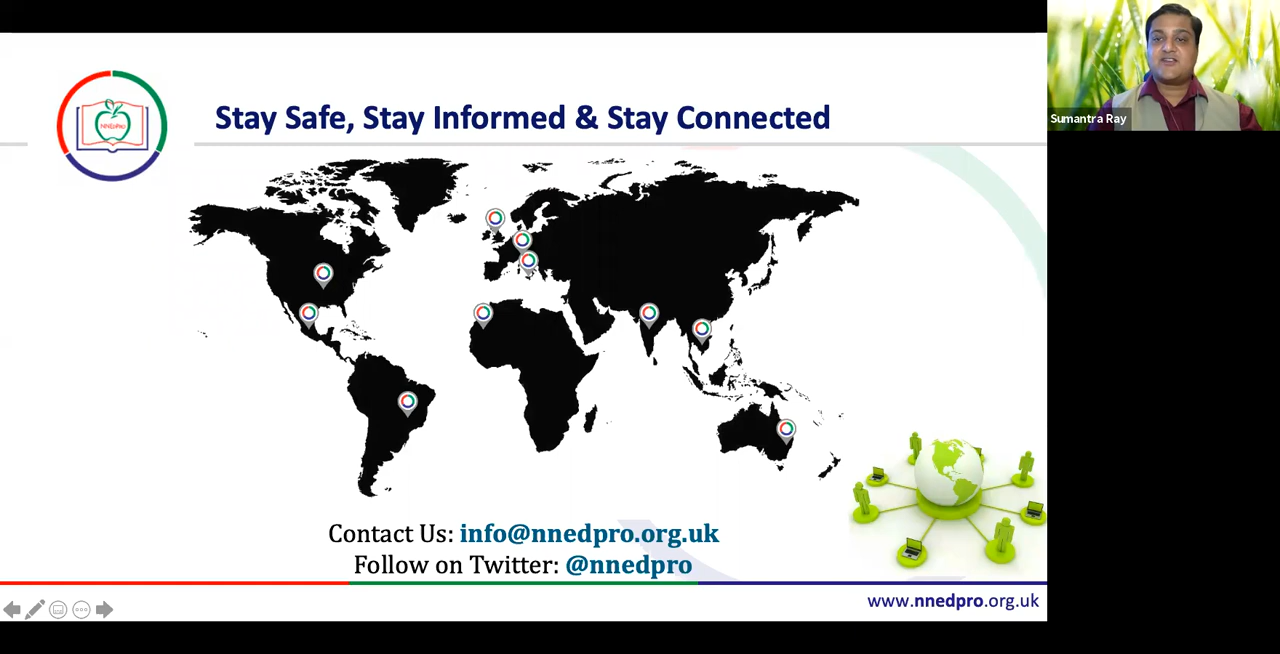 NNEdPro
Stay Safe, Stay Informed & Stay Connected
Sumantra Ray
Contact Us: info@nnedpro.org.uk
Follow on Twitter: @nnedpro
www.nnedpro.org.uk